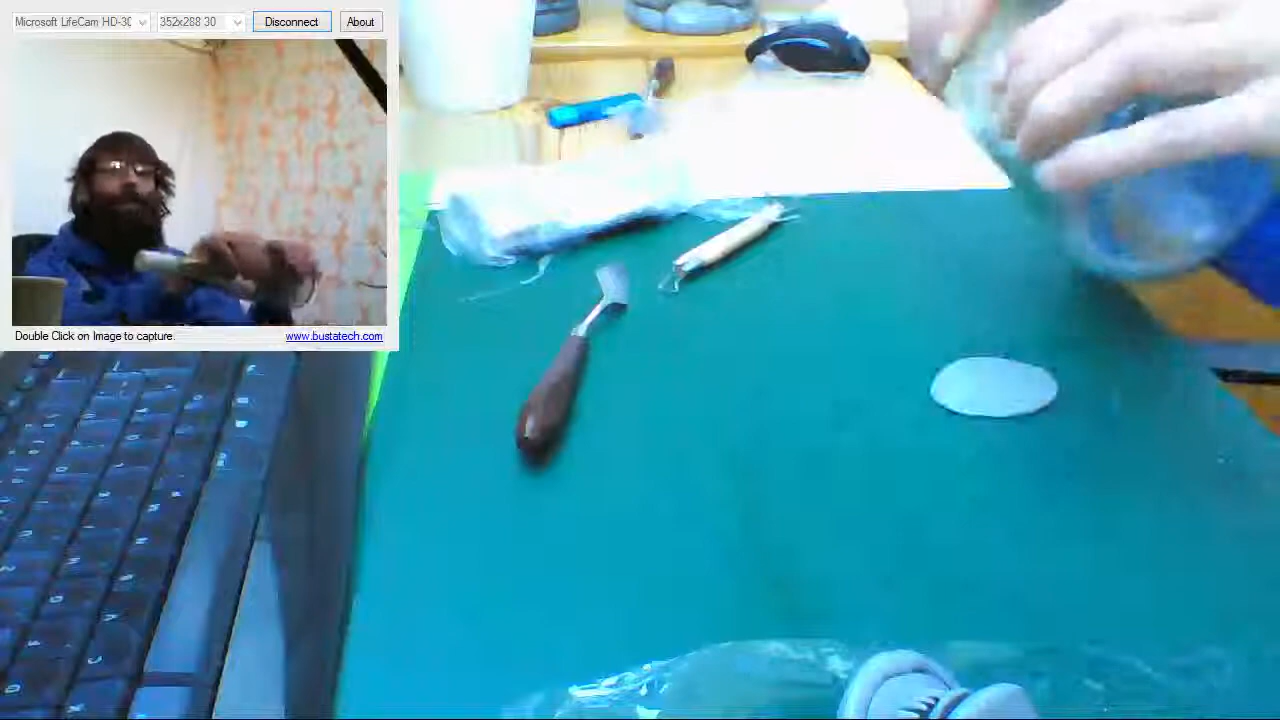 Microsoft LifeCam HD-30
352x288 30
Disconnect
About
Double Click on Image to capture.
www.bustatech.com